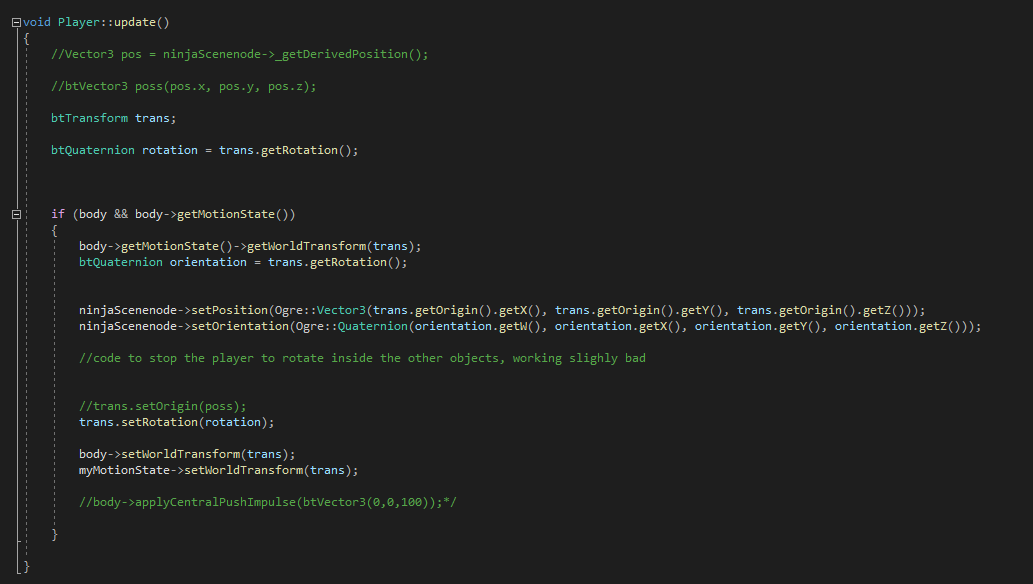 void Player::update()
{
//Vector3 pos = ninjaScenenode->_getDerivedPosition();
//btVector3 poss(pos.x, pos.y, pos.z);
btTransform trans;
btQuaternion rotation = trans.getRotation();
if (body && body->getMotionState())
{
body->getMotionState()->getWorldTransform(trans);
btQuaternion orientation = trans.getRotation();
ninjaScenenode->setPosition(Ogre::Vector3(trans.getOrigin().getX(), trans.getOrigin().getY(), trans.getOrigin().getZ()));
ninjaScenenode->setOrientation(Ogre::Quaternion(orientation.getW(), orientation.getX(), orientation.getY(), orientation.getZ()));
//code to stop the player to rotate inside the other objects, working slighly bad
//trans.setOrigin(poss);
trans.setRotation(rotation);
body->setWorldTransform(trans);
myMotionState->setWorldTransform(trans);
//body->applyCentralPushImpulse(btVector3(0,0,100));*/
}
}